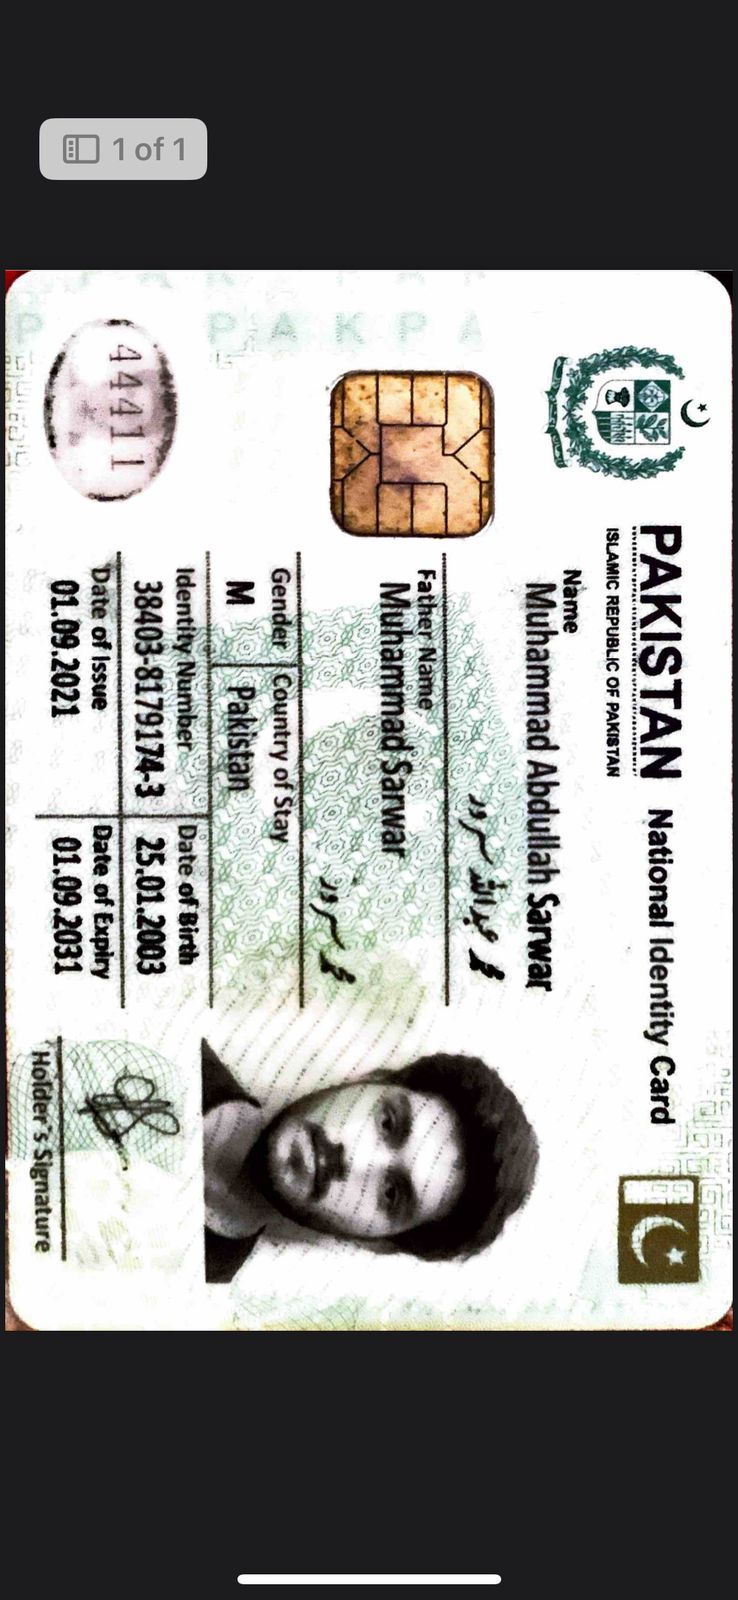 1 of 1
PAKISTAN National Identity Card
ISLAMIC REPUBLIC OF PAKISTAN
Name
Muhammad Abdullah Sarwar
محمد عبداللہ سرور
Father Name
Muhammad Sarwar
محمد سرور
Gender Country of Stay
M Pakistan
Identity Number Date of Birth
38403-8179174-3 25.01.2003
Date of Issue Date of Expiry
01.09.2021 01.09.2031
Holder's Signature
44411
PAKPA